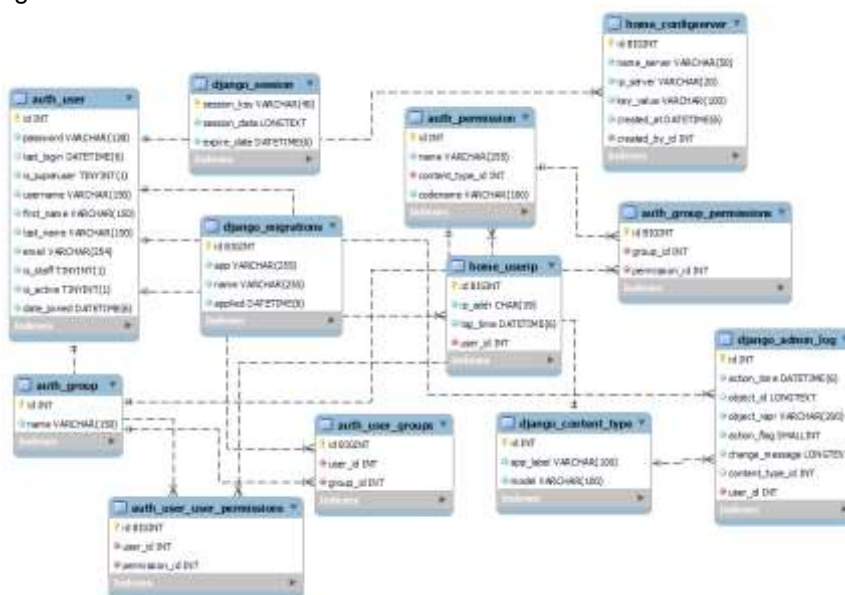 home_configserver
id BIGINT
name_server VARCHAR(50)
ip_server VARCHAR(20)
key_value VARCHAR(100)
created_at DATETIME(6)
created_by_id INT
django_session
session_key VARCHAR(40)
session_data LONGTEXT
expire_date DATETIME(6)
Indexes
auth_user
id INT
password VARCHAR(128)
last_login DATETIME(6)
is_superuser TINYINT(1)
username VARCHAR(150)
first_name VARCHAR(150)
last_name VARCHAR(150)
email VARCHAR(254)
is_staff TINYINT(1)
is_active TINYINT(1)
date_joined DATETIME(6)
Indexes
auth_permission
id INT
name VARCHAR(255)
content_type_id INT
codename VARCHAR(100)
Indexes
auth_group_permissions
id BIGINT
group_id INT
permission_id INT
Indexes
django_migrations
id BIGINT
app VARCHAR(255)
name VARCHAR(255)
applied DATETIME(6)
Indexes
home_userip
id BIGINT
ip_addr CHAR(39)
user_id INT
Indexes
django_admin_log
id INT
action_time DATETIME(6)
object_id LONGTEXT
object_repr VARCHAR(200)
action_flag SMALLINT
change_message LONGTEXT
content_type_id INT
user_id INT
Indexes
auth_group
id INT
name VARCHAR(150)
Indexes
auth_user_groups
id BIGINT
user_id INT
group_id INT
Indexes
django_content_type
id INT
app_label VARCHAR(100)
model VARCHAR(100)
Indexes
auth_user_user_permissions
id BIGINT
user_id INT
permission_id INT
Indexes